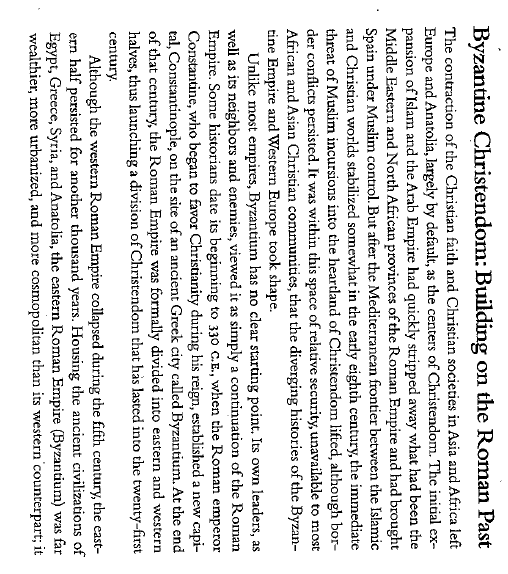 Byzantine Christendom: Building on the Roman Past
The contraction of the Christian faith and Christian societies in Asia and Africa left
Europe and Anatolia, largely by default, as the centers of Christendom. The initial ex-
pansion of Islam and the Arab Empire had quickly stripped away what had been the
Middle Eastern and North African provinces of the Roman Empire and had brought
Spain under Muslim control. But after the Mediterranean frontier between the Islamic
and Christian worlds stabilized somewhat in the early eighth century, the immediate
threat of Muslim incursions into the heartland of Christendom lifted, although bor-
der conflicts persisted. It was within this space of relative security, unavailable to most
African and Asian Christian communities, that the diverging histories of the Byzan-
tine Empire and Western Europe took shape.
Unlike most empires, Byzantium has no clear starting point. Its own leaders, as
well as its neighbors and enemies, viewed it as simply a continuation of the Roman
Empire. Some historians date its beginning to 330 C.E., when the Roman emperor
Constantine, who began to favor Christianity during his reign, established a new capi-
tal, Constantinople, on the site of an ancient Greek city called Byzantium. At the end
of that century, the Roman Empire was formally divided into eastern and western
halves, thus launching a division of Christendom that has lasted into the twenty-first
century.
Although the western Roman Empire collapsed during the fifth century, the east-
ern half persisted for another thousand years. Housing the ancient civilizations of
Egypt, Greece, Syria, and Anatolia, the eastern Roman Empire (Byzantium) was far
wealthier, more urbanized, and more cosmopolitan than its western counterpart; it